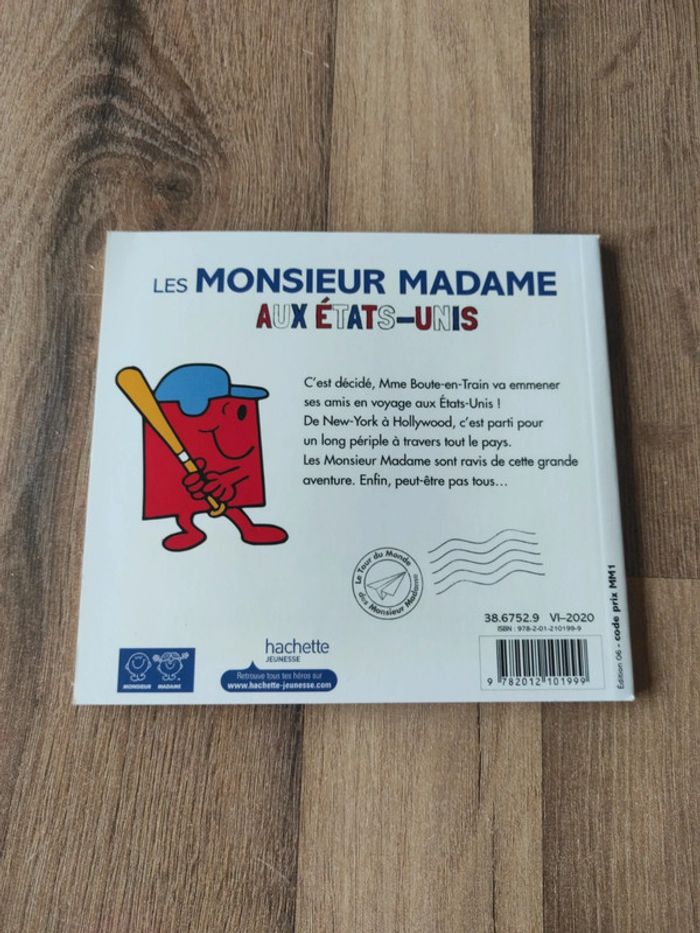 LES MONSIEUR MADAME
AUX ÉTATS-UNIS
C'est décidé, Mme Boute-en-Train va emmener
ses amis en voyage aux États-Unis !
De New-York à Hollywood, c'est parti pour
un long périple à travers tout le pays.
Les Monsieur Madame sont ravis de cette grande
aventure. Enfin, peut-être pas tous...
Le Tour du Monde
des Monsieur Madame
38.6752.9 VI-2020
ISBN : 978-2-01-210199-9
9 782012 101999
Édition 06 - code prix MM1
hachette
JEUNESSE
Retrouve tous tes héros sur
www.hachette-jeunesse.com
MONSIEUR MADAME